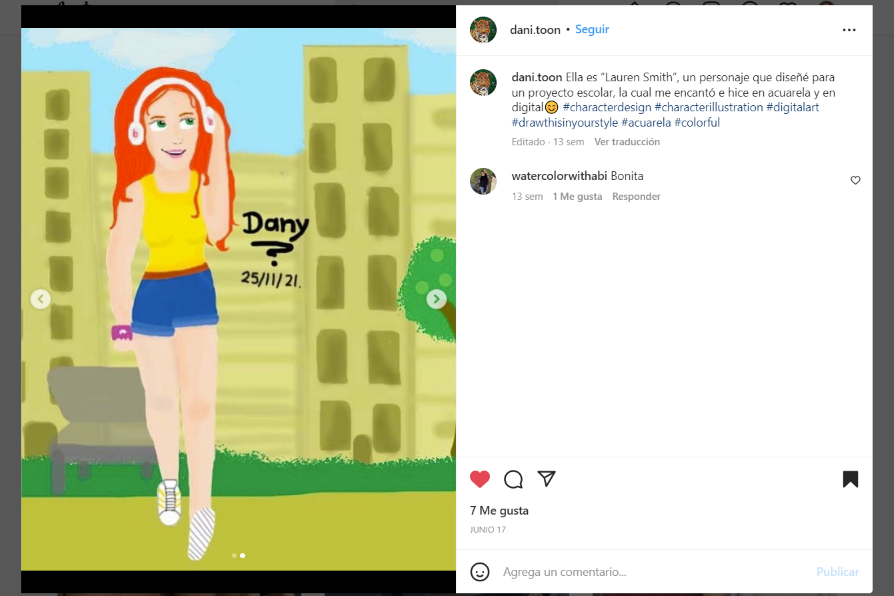 Dany
25/11/21.
dani.toon • Seguir
dani.toon Ella es “Lauren Smith”, un personaje que diseñé para
un proyecto escolar, la cual me encantó e hice en acuarela y en
digital😊 #characterdesign #characterillustration #digitalart
#drawthisinyourstyle #acuarela #colorful
Editado · 13 sem Ver traducción
watercolorwithabi Bonita
13 sem 1 Me gusta Responder
7 Me gusta
JUNIO 17
Agrega un comentario... Publicar